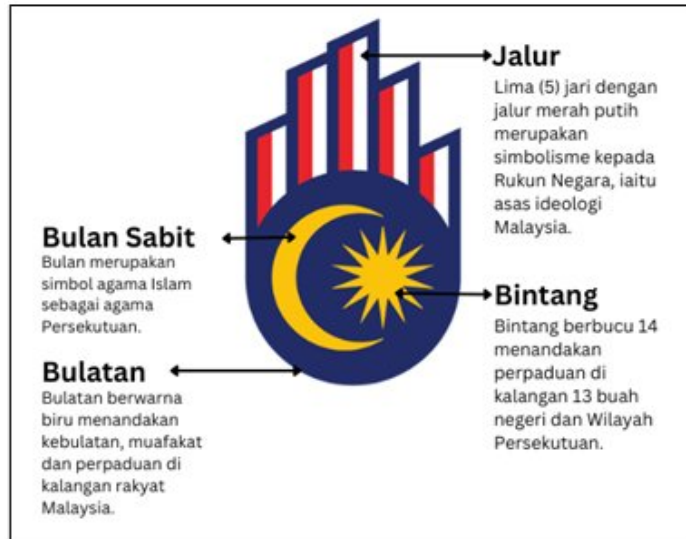 Jalur
Lima (5) jari dengan
jalur merah putih
merupakan
simbolisme kepada
Rukun Negara, iaitu
asas ideologi
Malaysia.
Bulan Sabit
Bulan merupakan
simbol agama Islam
sebagai agama
Persekutuan.
Bintang
Bintang berbucu 14
menandakan
perpaduan di
kalangan 13 buah
negeri dan Wilayah
Persekutuan.
Bulatan
Bulatan berwarna
biru menandakan
kebulatan, muafakat
dan perpaduan di
kalangan rakyat
Malaysia.